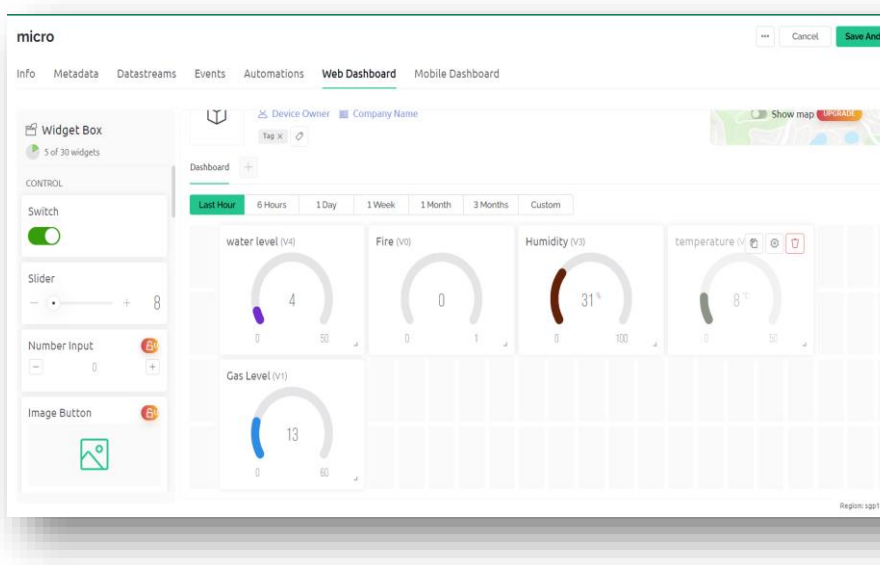 micro
Cancel
Save And
Info Metadata Datastreams Events Automations Web Dashboard Mobile Dashboard
Widget Box
5 of 30 widgets
CONTROL
Switch
Slider
8
Number Input
0
Image Button
Device Owner Company Name
Show map UPGRADE
Tag ×
Dashboard +
Last Hour 6 Hours 1 Day 1 Week 1 Month 3 Months Custom
water level (V4)
4
0 50
Fire (V0)
0
0 1
Humidity (V3)
31 %
0 100
temperature (V
8 °C
0 50
Gas Level (V1)
13
0 60
Region: sgp1